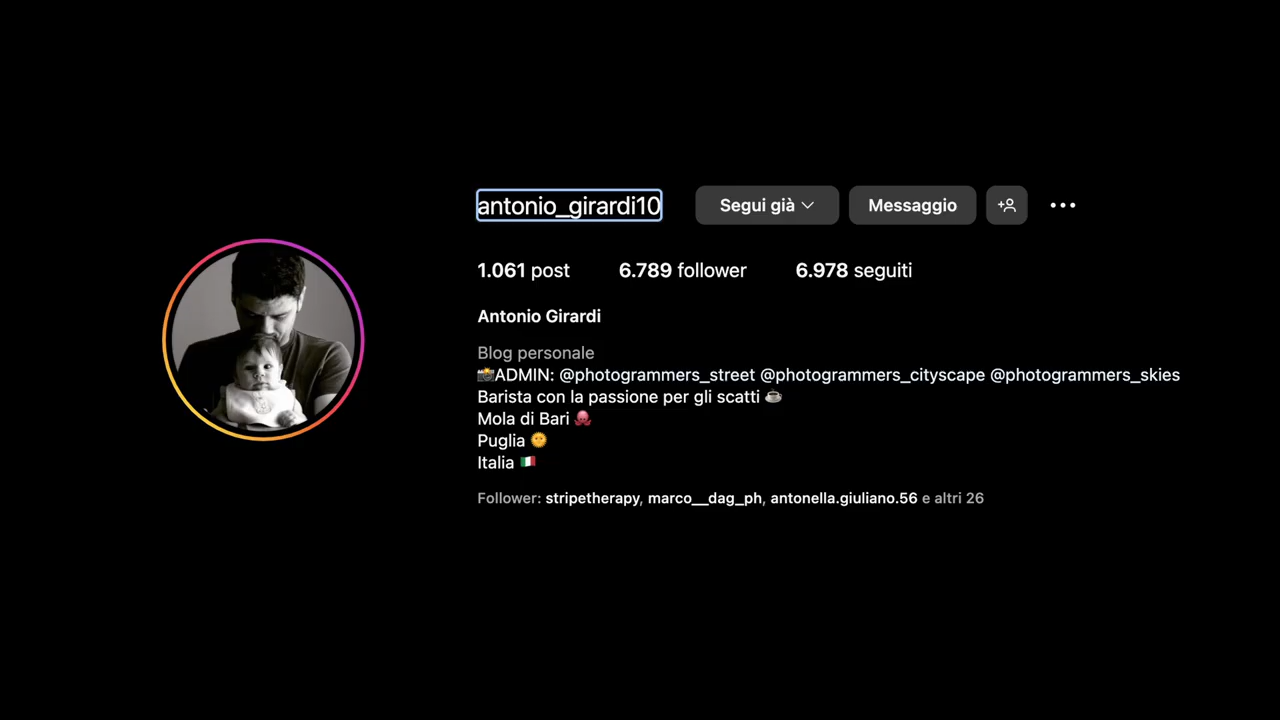 antonio_girardi10 Segui già Messaggio
1.061 post 6.789 follower 6.978 seguiti
Antonio Girardi
Blog personale
📸ADMIN: @photogrammers_street @photogrammers_cityscape @photogrammers_skies
Barista con la passione per gli scatti ☕
Mola di Bari 🐙
Puglia 🌞
Italia 🇮🇹
Follower: stripetherapy, marco__dag_ph, antonella.giuliano.56 e altri 26